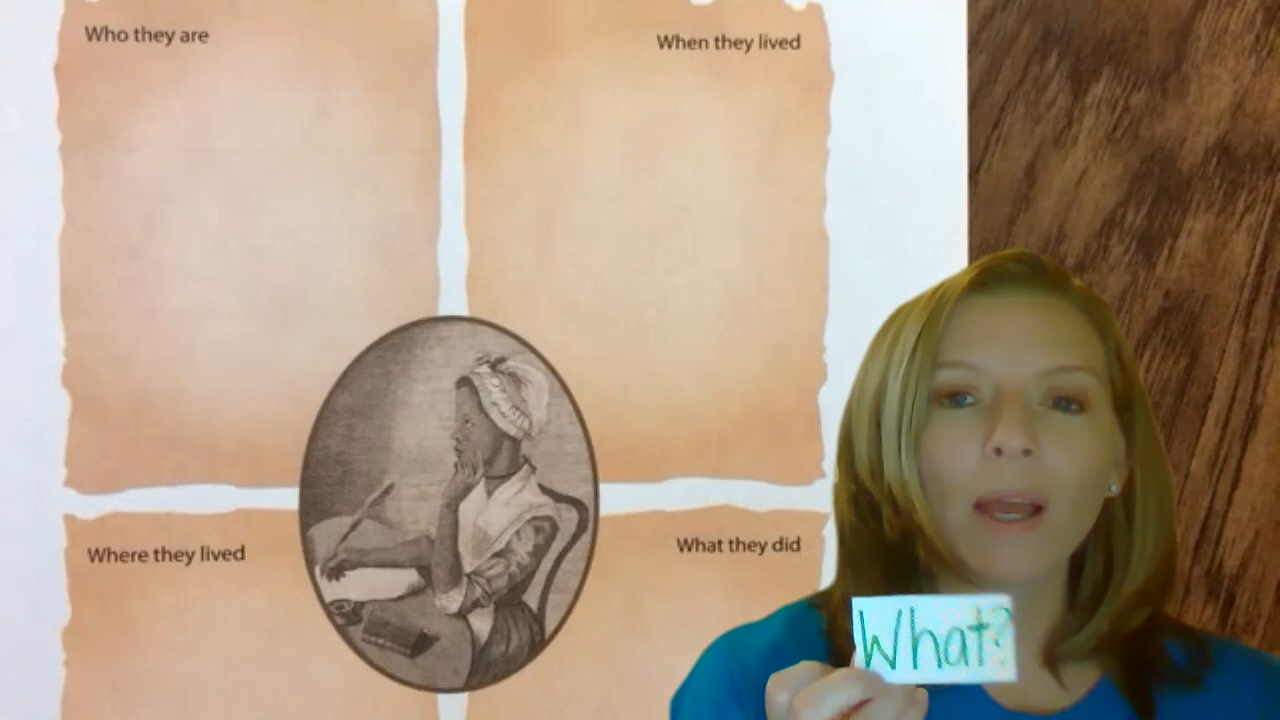 Who they are
When they lived
Where they lived
What they did
What?